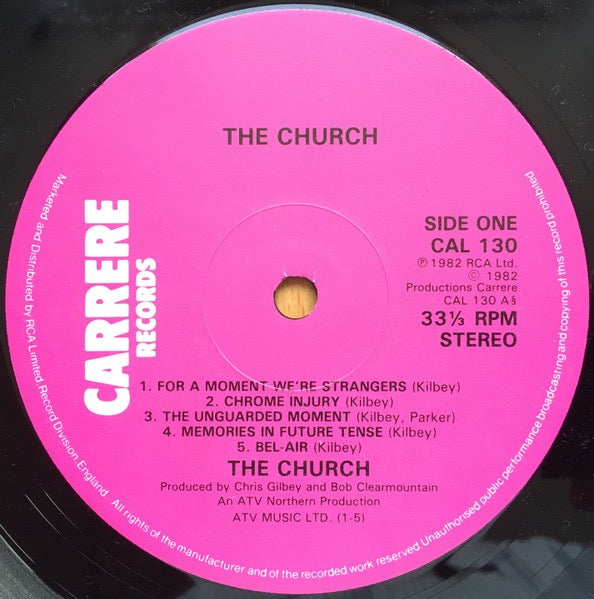 THE CHURCH
CARRERE
RECORDS
SIDE ONE
CAL 130
℗ 1982 RCA Ltd.
© 1982
Productions Carrere
CAL 130 A§
33⅓ RPM
STEREO
1. FOR A MOMENT WE'RE STRANGERS (Kilbey)
2. CHROME INJURY (Kilbey)
3. THE UNGUARDED MOMENT (Kilbey, Parker)
4. MEMORIES IN FUTURE TENSE (Kilbey)
5. BEL-AIR (Kilbey)
THE CHURCH
Produced by Chris Gilbey and Bob Clearmountain
An ATV Northern Production
ATV MUSIC LTD. (1-5)
Marketed and Distributed by RCA Limited, Record Division England
All rights of the manufacturer and of the recorded work reserved Unauthorised public performance broadcasting and copying of this record prohibited